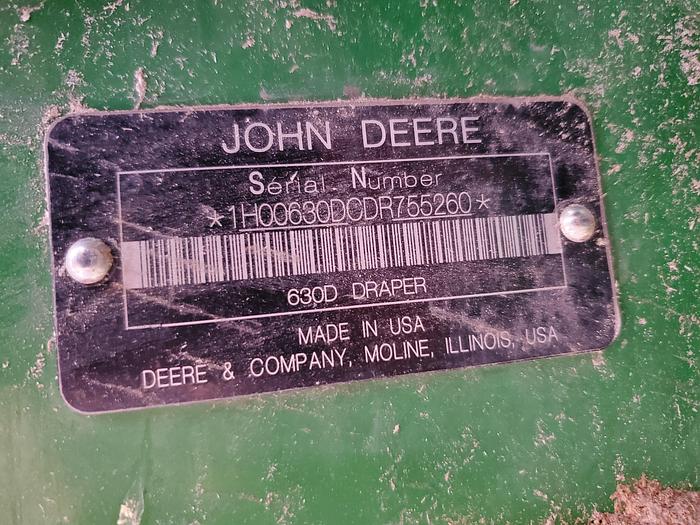 JOHN DEERE
Serial Number
*1H00630DCDR755260*
630D DRAPER
MADE IN USA
DEERE & COMPANY, MOLINE, ILLINOIS, USA